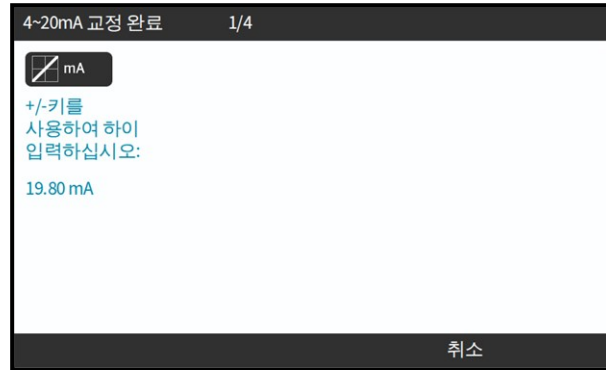 4~20mA 교정 완료 1/4
mA
+/-키를
사용하여 하이
입력하십시오:
19.80 mA
취소